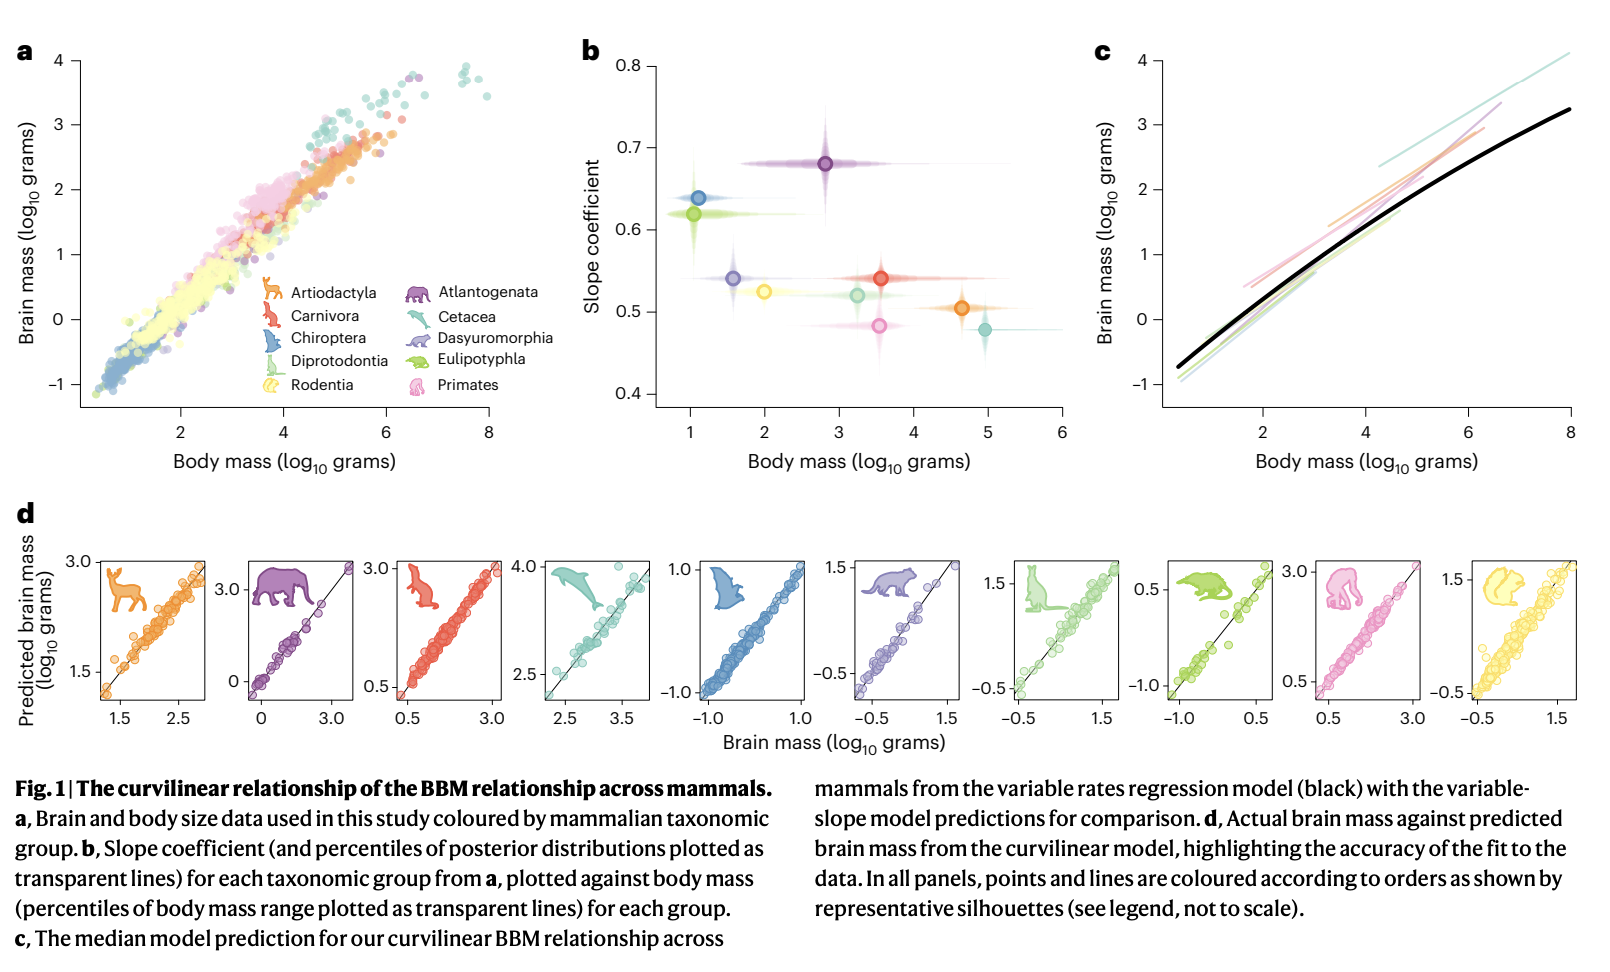 a
4
3
2
1
0
−1
Brain mass (log10 grams)
2 4 6 8
Body mass (log10 grams)
Artiodactyla
Carnivora
Chiroptera
Diprotodontia
Rodentia
Atlantogenata
Cetacea
Dasyuromorphia
Eulipotyphla
Primates
b
0.8
0.7
0.6
0.5
0.4
Slope coefficient
1 2 3 4 5 6
Body mass (log10 grams)
c
4
3
2
1
0
−1
Brain mass (log10 grams)
2 4 6 8
Body mass (log10 grams)
d
Predicted brain mass
(log10 grams)
3.0
1.5
1.5 2.5
3.0
0
0 3.0
3.0
0.5
0.5 3.0
4.0
2.5
2.5 3.5
1.0
−1.0
−1.0 1.0
1.5
−0.5
−0.5 1.5
1.5
−0.5
−0.5 1.5
0.5
−1.0
−1.0 0.5
3.0
0.5
0.5 3.0
1.5
−0.5
−0.5 1.5
Brain mass (log10 grams)
Fig. 1 | The curvilinear relationship of the BBM relationship across mammals.
a, Brain and body size data used in this study coloured by mammalian taxonomic
group. b, Slope coefficient (and percentiles of posterior distributions plotted as
transparent lines) for each taxonomic group from a, plotted against body mass
(percentiles of body mass range plotted as transparent lines) for each group.
c, The median model prediction for our curvilinear BBM relationship across
mammals from the variable rates regression model (black) with the variable-
slope model predictions for comparison. d, Actual brain mass against predicted
brain mass from the curvilinear model, highlighting the accuracy of the fit to the
data. In all panels, points and lines are coloured according to orders as shown by
representative silhouettes (see legend, not to scale).